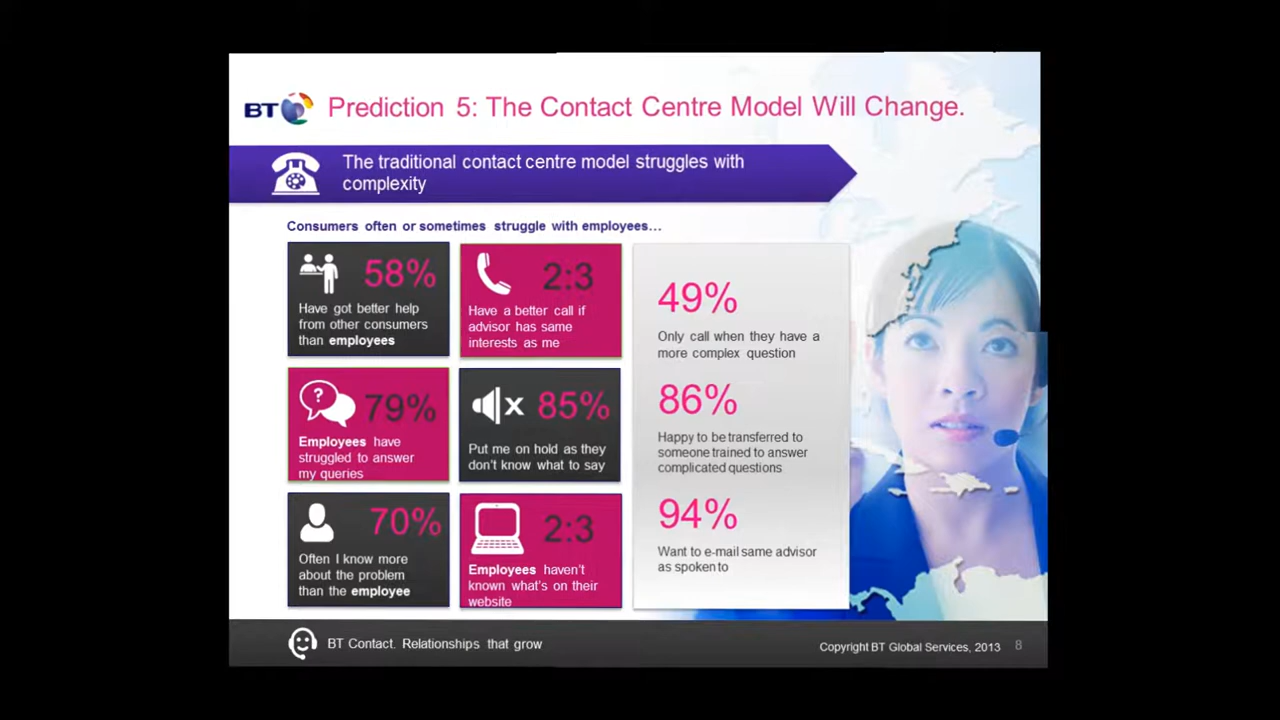 BT
Prediction 5: The Contact Centre Model Will Change.
The traditional contact centre model struggles with
complexity
Consumers often or sometimes struggle with employees…
58%
Have got better help
from other consumers
than employees
2:3
Have a better call if
advisor has same
interests as me
79%
Employees have
struggled to answer
my queries
?
85%
Put me on hold as they
don't know what to say
70%
Often I know more
about the problem
than the employee
2:3
Employees haven't
known what's on their
website
49%
Only call when they have a
more complex question
86%
Happy to be transferred to
someone trained to answer
complicated questions
94%
Want to e-mail same advisor
as spoken to
BT Contact. Relationships that grow
Copyright BT Global Services, 2013
8